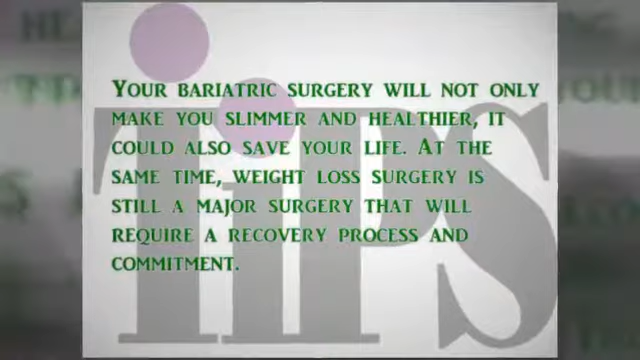 TiPS
Your bariatric surgery will not only
make you slimmer and healthier, it
could also save your life. At the
same time, weight loss surgery is
still a major surgery that will
require a recovery process and
commitment.